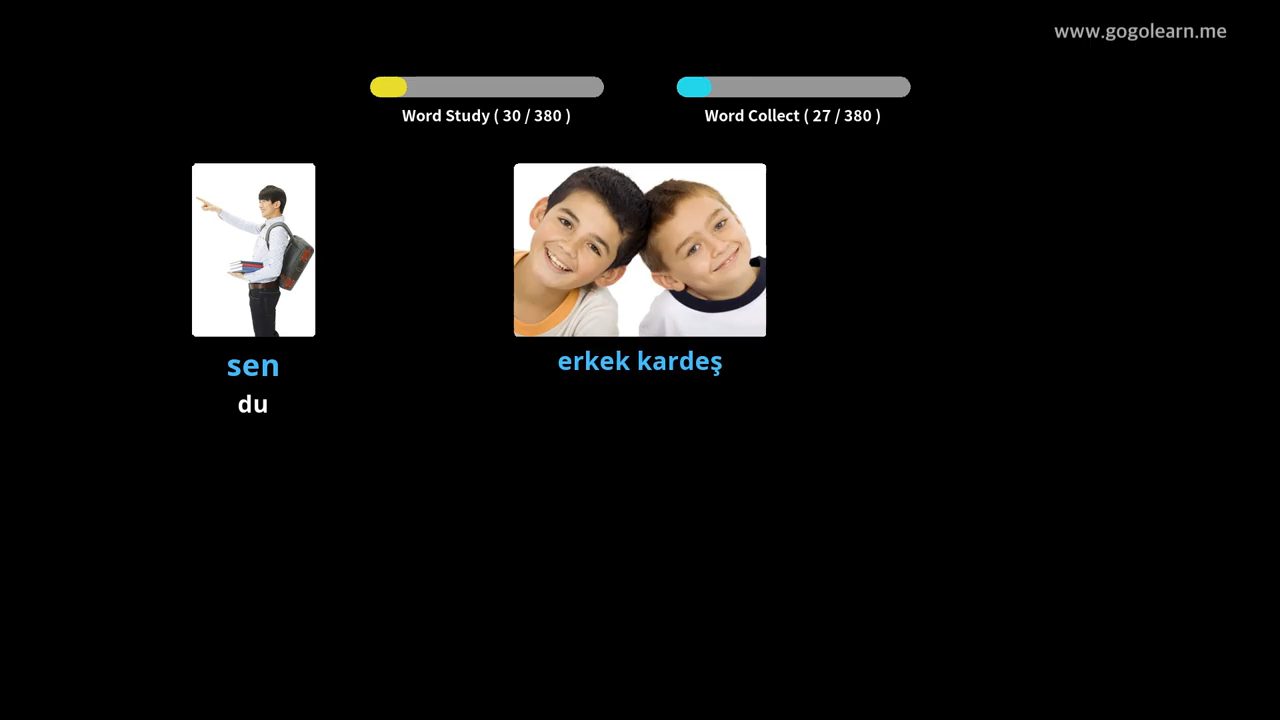 www.gogolearn.me
Word Study ( 30 / 380 )
Word Collect ( 27 / 380 )
sen
du
erkek kardeş